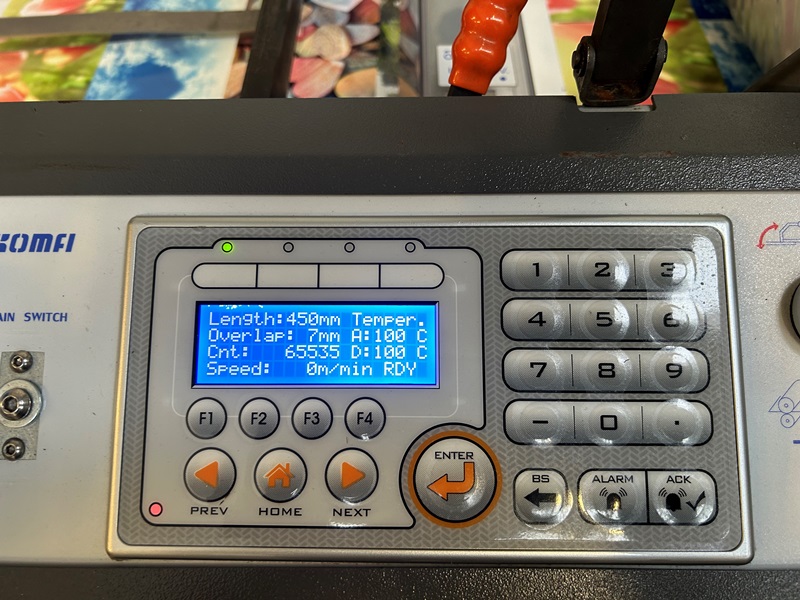 KOMFI
AIN SWITCH
Length:450mm Temper.
Overlap: 7mm A:100 C
Cnt: 65535 D:100 C
Speed: 0m/min RDY
F1 F2 F3 F4
PREV HOME NEXT
ENTER
1 2 3
4 5 6
7 8 9
- 0 .
BS ALARM ACK